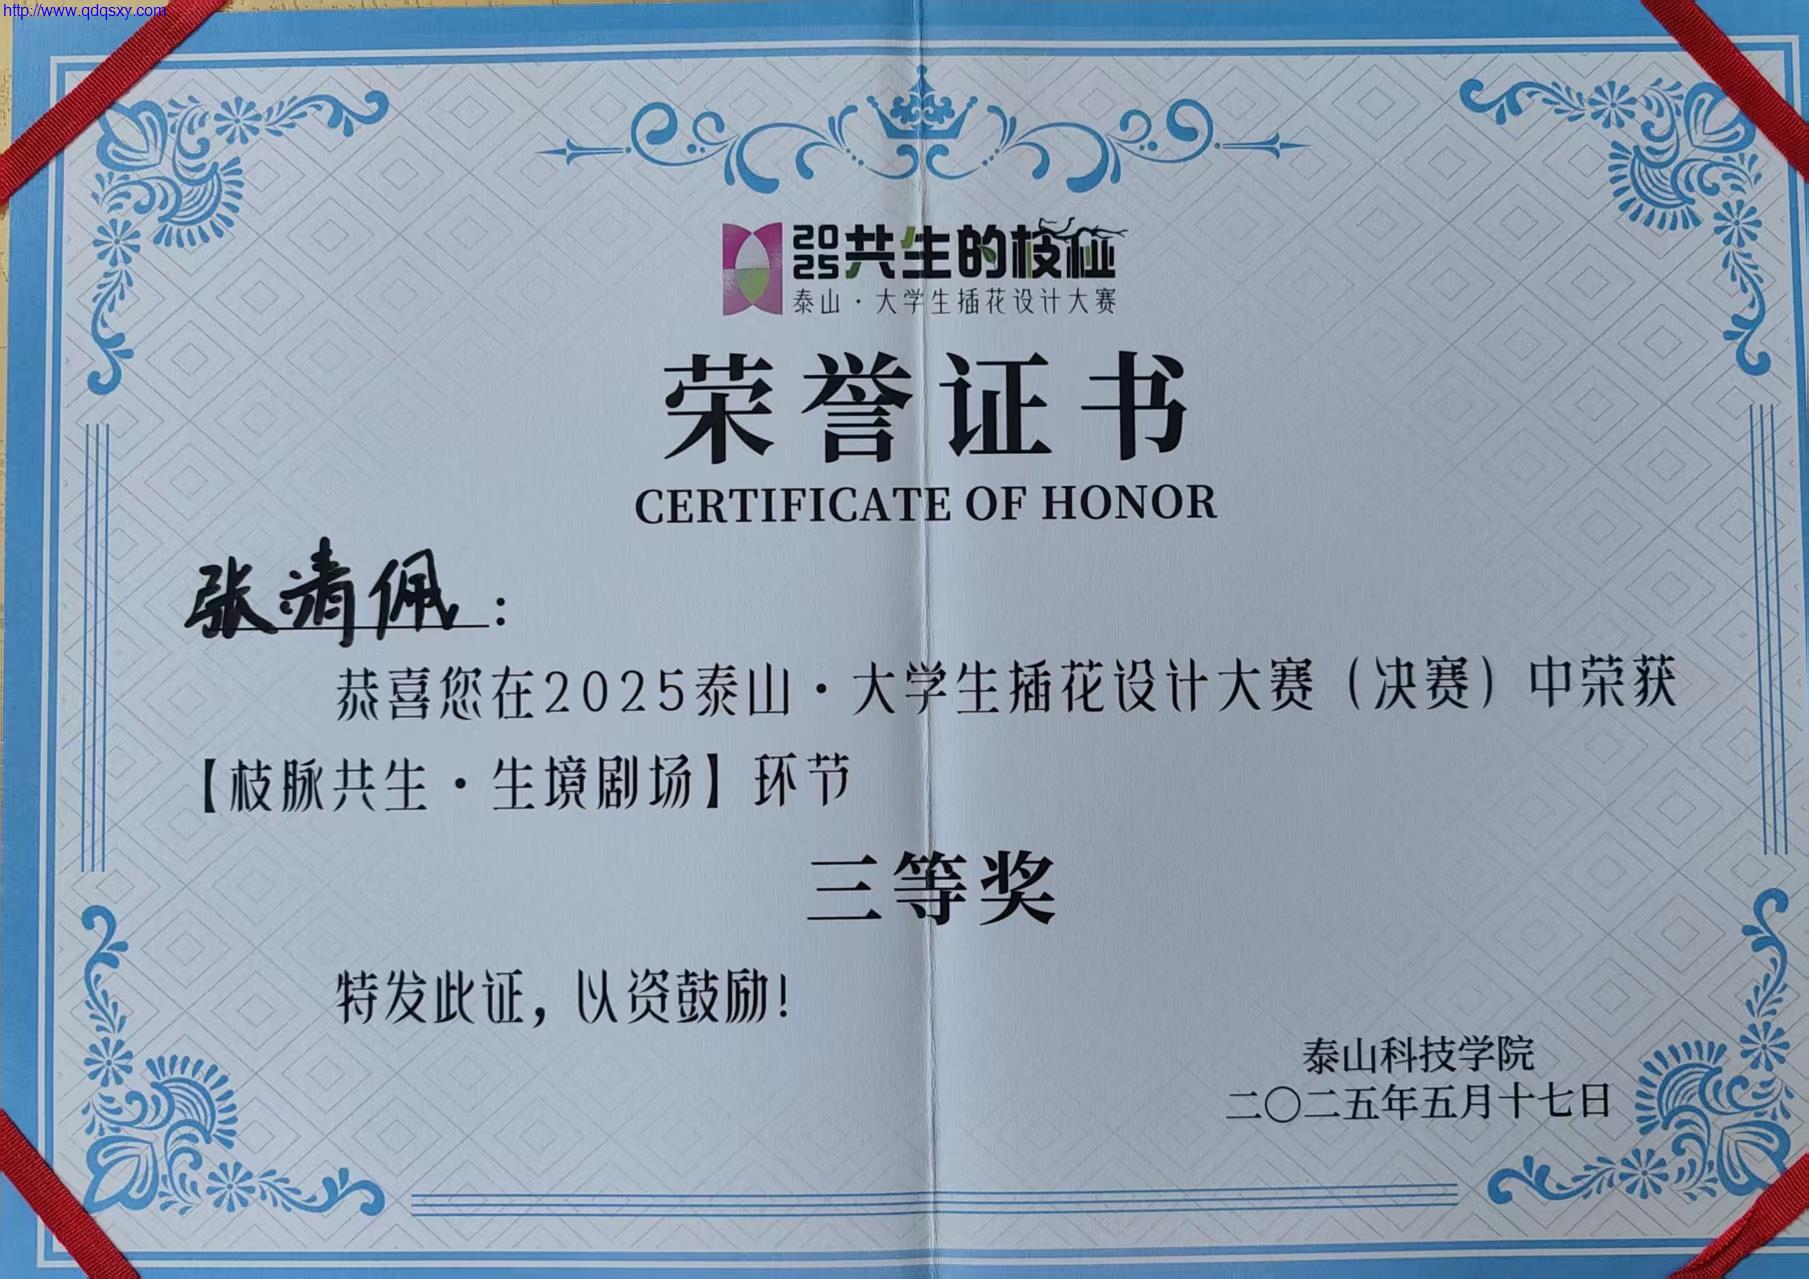 http://www.qdqsxy.com
2025共生的枝桠
泰山·大学生插花设计大赛
荣誉证书
CERTIFICATE OF HONOR
张清佩：
恭喜您在2025泰山·大学生插花设计大赛（决赛）中荣获
【枝脉共生·生境剧场】环节
三等奖
特发此证，以资鼓励！
泰山科技学院
二〇二五年五月十七日